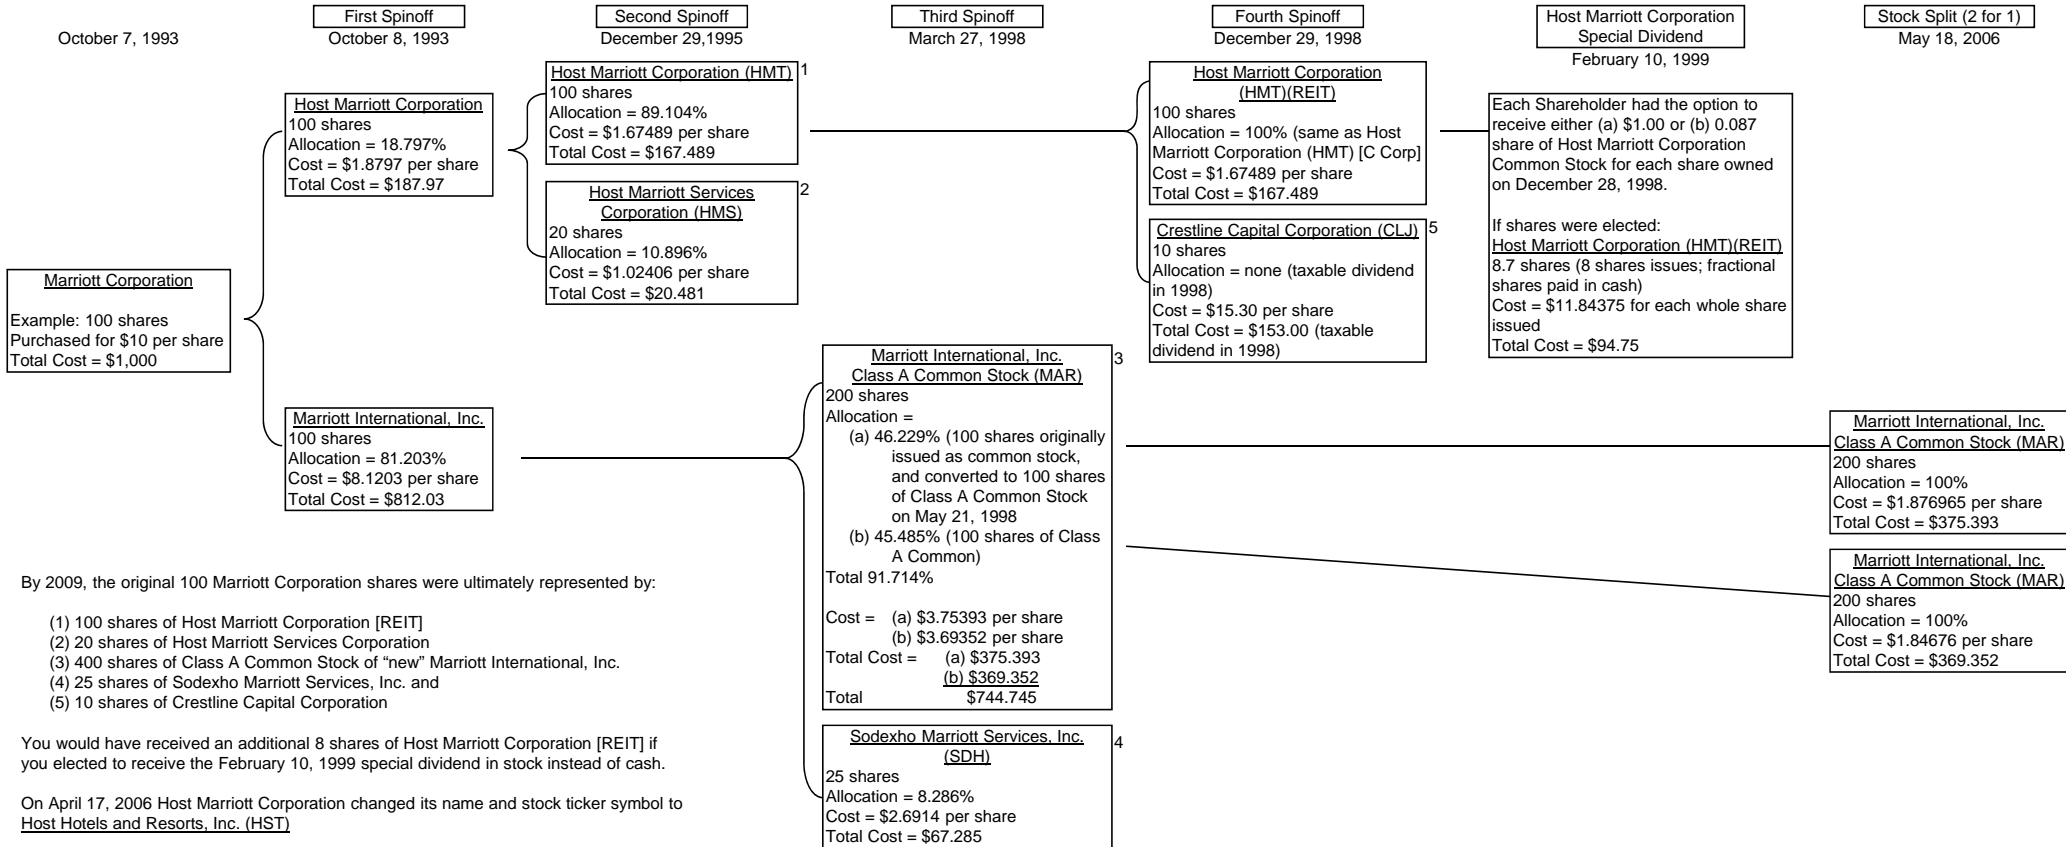 First Spinoff
Second Spinoff
Third Spinoff
Fourth Spinoff
Host Marriott Corporation
Special Dividend
Stock Split (2 for 1)
October 7, 1993
October 8, 1993
December 29,1995
March 27, 1998
December 29, 1998
February 10, 1999
May 18, 2006
Marriott Corporation
Example: 100 shares
Purchased for $10 per share
Total Cost = $1,000
Host Marriott Corporation
100 shares
Allocation = 18.797%
Cost = $1.8797 per share
Total Cost = $187.97
Marriott International, Inc.
100 shares
Allocation = 81.203%
Cost = $8.1203 per share
Total Cost = $812.03
Host Marriott Corporation (HMT) 1
100 shares
Allocation = 89.104%
Cost = $1.67489 per share
Total Cost = $167.489
Host Marriott Services 2
Corporation (HMS)
20 shares
Allocation = 10.896%
Cost = $1.02406 per share
Total Cost = $20.481
Marriott International, Inc. 3
Class A Common Stock (MAR)
200 shares
Allocation =
(a) 46.229% (100 shares originally
issued as common stock,
and converted to 100 shares
of Class A Common Stock
on May 21, 1998
(b) 45.485% (100 shares of Class
A Common)
Total 91.714%
Cost = (a) $3.75393 per share
(b) $3.69352 per share
Total Cost = (a) $375.393
(b) $369.352
Total $744.745
Sodexho Marriott Services, Inc. 4
(SDH)
25 shares
Allocation = 8.286%
Cost = $2.6914 per share
Total Cost = $67.285
Host Marriott Corporation
(HMT)(REIT)
100 shares
Allocation = 100% (same as Host
Marriott Corporation (HMT) [C Corp]
Cost = $1.67489 per share
Total Cost = $167.489
Crestline Capital Corporation (CLJ) 5
10 shares
Allocation = none (taxable dividend
in 1998)
Cost = $15.30 per share
Total Cost = $153.00 (taxable
dividend in 1998)
Each Shareholder had the option to
receive either (a) $1.00 or (b) 0.087
share of Host Marriott Corporation
Common Stock for each share owned
on December 28, 1998.
If shares were elected:
Host Marriott Corporation (HMT)(REIT)
8.7 shares (8 shares issues; fractional
shares paid in cash)
Cost = $11.84375 for each whole share
issued
Total Cost = $94.75
Marriott International, Inc.
Class A Common Stock (MAR)
200 shares
Allocation = 100%
Cost = $1.876965 per share
Total Cost = $375.393
Marriott International, Inc.
Class A Common Stock (MAR)
200 shares
Allocation = 100%
Cost = $1.84676 per share
Total Cost = $369.352
By 2009, the original 100 Marriott Corporation shares were ultimately represented by:
(1) 100 shares of Host Marriott Corporation [REIT]
(2) 20 shares of Host Marriott Services Corporation
(3) 400 shares of Class A Common Stock of “new” Marriott International, Inc.
(4) 25 shares of Sodexho Marriott Services, Inc. and
(5) 10 shares of Crestline Capital Corporation
You would have received an additional 8 shares of Host Marriott Corporation [REIT] if
you elected to receive the February 10, 1999 special dividend in stock instead of cash.
On April 17, 2006 Host Marriott Corporation changed its name and stock ticker symbol to
Host Hotels and Resorts, Inc. (HST)